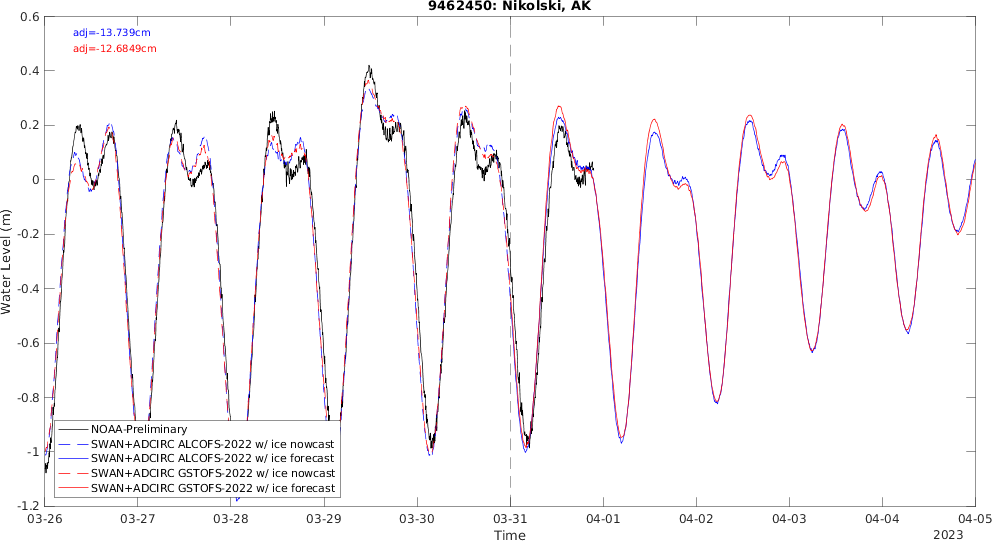 9462450: Nikolski, AK
adj=-13.739cm
adj=-12.6849cm
0.6
0.4
0.2
0
-0.2
-0.4
-0.6
-0.8
-1
-1.2
Water Level (m)
NOAA-Preliminary
SWAN+ADCIRC ALCOFS-2022 w/ ice nowcast
SWAN+ADCIRC ALCOFS-2022 w/ ice forecast
SWAN+ADCIRC GSTOFS-2022 w/ ice nowcast
SWAN+ADCIRC GSTOFS-2022 w/ ice forecast
03-26 03-27 03-28 03-29 03-30 03-31 04-01 04-02 04-03 04-04 04-05
Time
2023